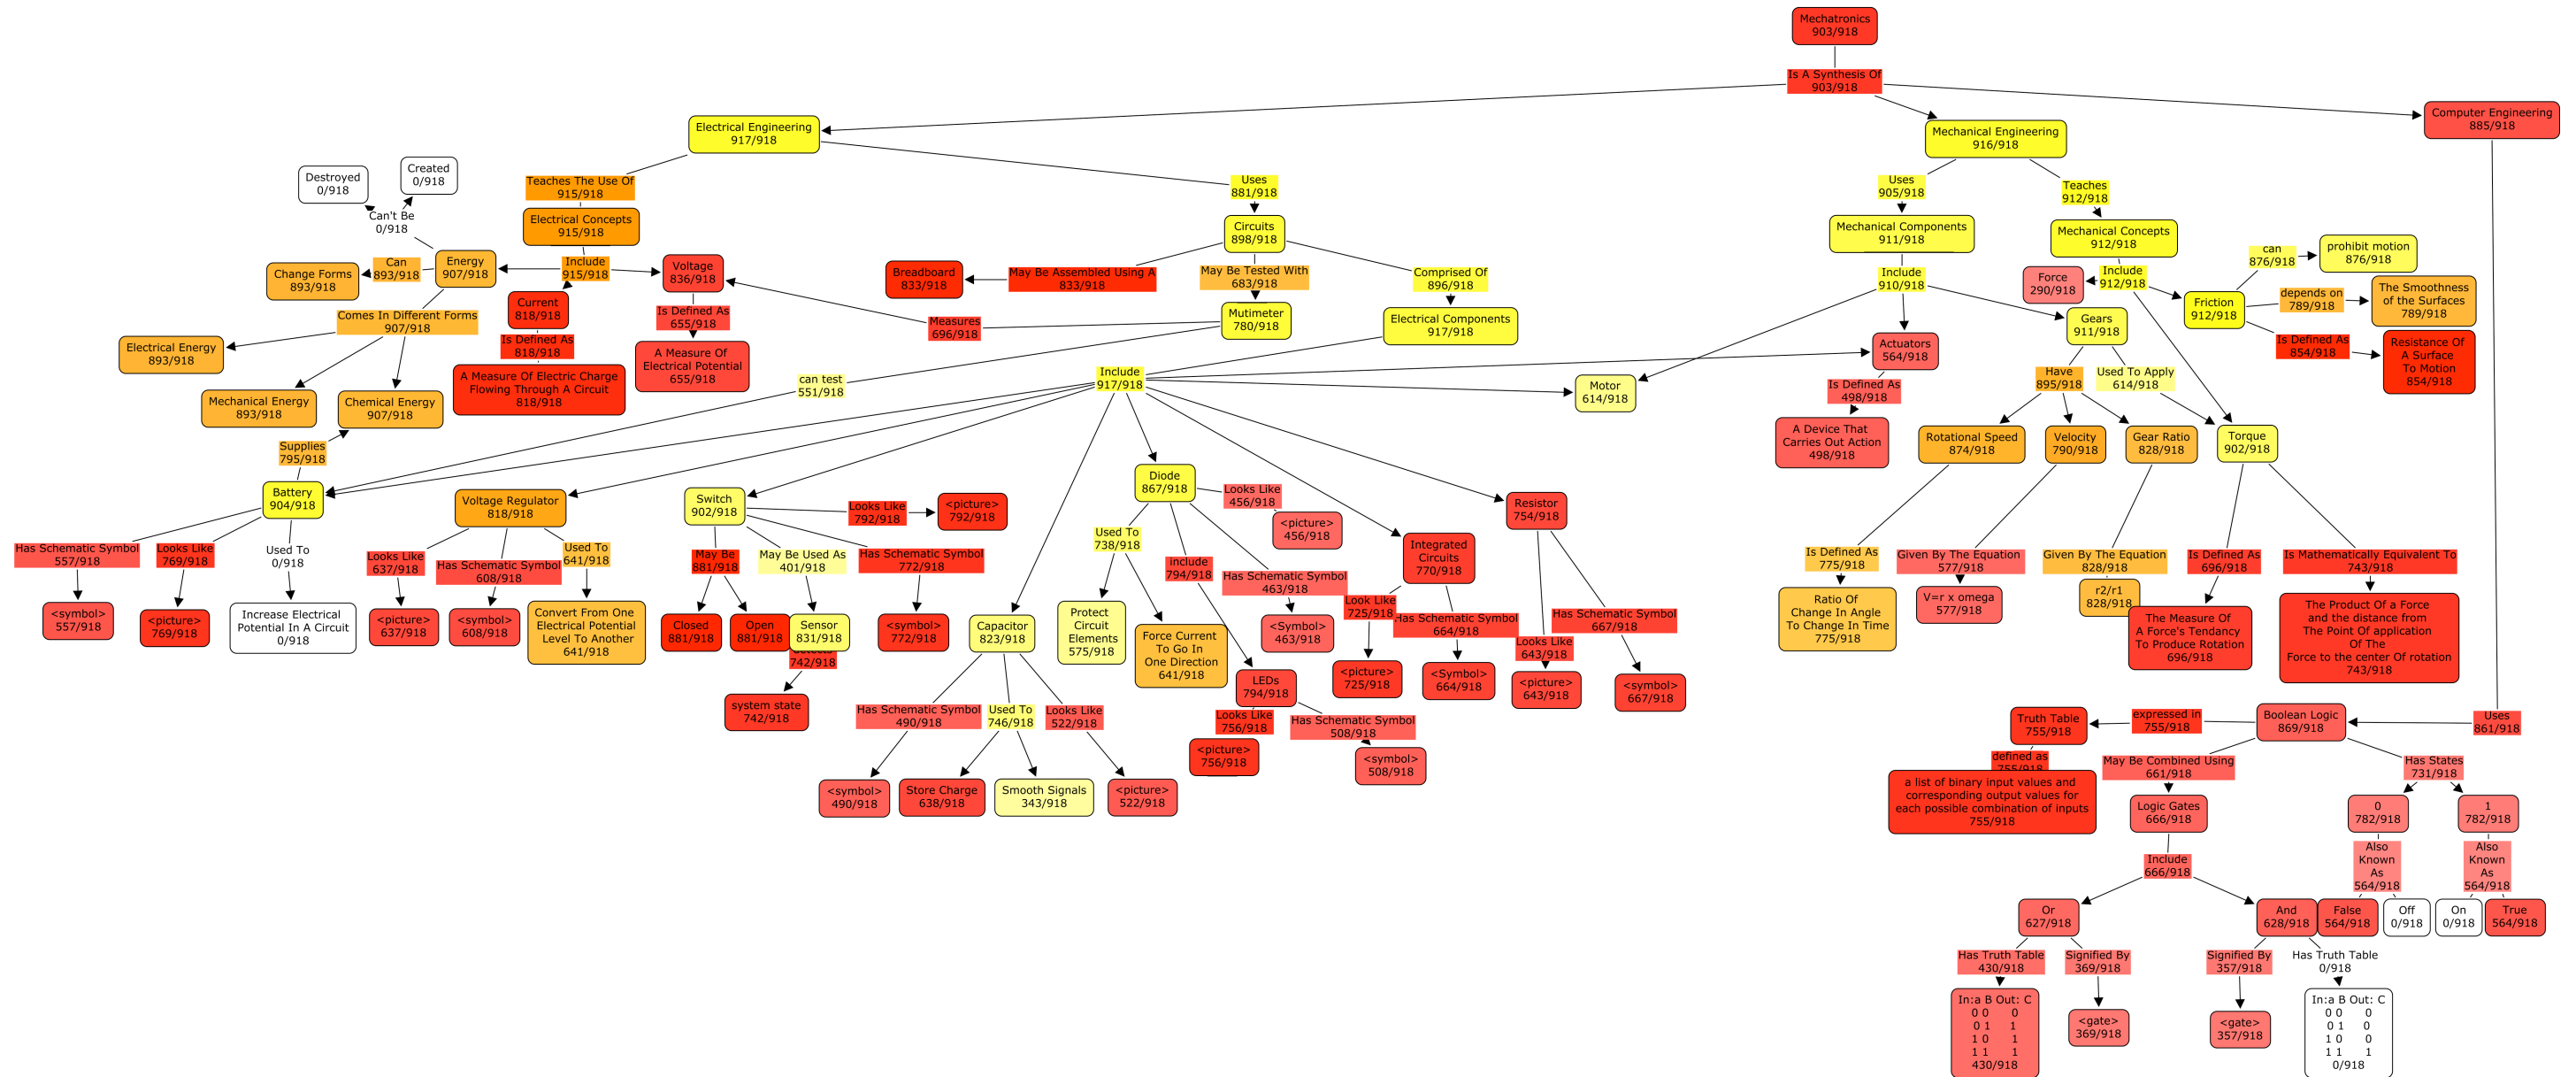 Mechatronics
903/918
Is A Synthesis Of
903/918
Electrical Engineering
917/918
Mechanical Engineering
916/918
Computer Engineering
885/918
Destroyed
0/918
Created
0/918
Can't Be
0/918
Teaches The Use Of
915/918
Electrical Concepts
915/918
Include
915/918
Energy
907/918
Can
893/918
Change Forms
893/918
Comes In Different Forms
907/918
Electrical Energy
893/918
Mechanical Energy
893/918
Chemical Energy
907/918
Supplies
795/918
Current
818/918
Is Defined As
818/918
A Measure Of Electric Charge
Flowing Through A Circuit
818/918
Voltage
836/918
Is Defined As
655/918
A Measure Of
Electrical Potential
655/918
Uses
881/918
Circuits
898/918
Breadboard
833/918
May Be Assembled Using A
833/918
May Be Tested With
683/918
Comprised Of
896/918
Measures
696/918
Mutimeter
780/918
Electrical Components
917/918
can test
551/918
Include
917/918
Uses
905/918
Mechanical Components
911/918
Include
910/918
Teaches
912/918
Mechanical Concepts
912/918
Include
912/918
Force
290/918
Friction
912/918
can
876/918
prohibit motion
876/918
depends on
789/918
The Smoothness
of the Surfaces
789/918
Is Defined As
854/918
Resistance Of
A Surface
To Motion
854/918
Motor
614/918
Actuators
564/918
Is Defined As
498/918
A Device That
Carries Out Action
498/918
Gears
911/918
Have
895/918
Used To Apply
614/918
Rotational Speed
874/918
Velocity
790/918
Gear Ratio
828/918
Torque
902/918
Is Defined As
775/918
Ratio Of
Change In Angle
To Change In Time
775/918
Given By The Equation
577/918
V=r x omega
577/918
Given By The Equation
828/918
r2/r1
828/918
Is Defined As
696/918
The Measure Of
A Force's Tendancy
To Produce Rotation
696/918
Is Mathematically Equivalent To
743/918
The Product Of a Force
and the distance from
The Point Of application
Of The
Force to the center Of rotation
743/918
Battery
904/918
Has Schematic Symbol
557/918
<symbol>
557/918
Looks Like
769/918
<picture>
769/918
Used To
0/918
Increase Electrical
Potential In A Circuit
0/918
Voltage Regulator
818/918
Looks Like
637/918
<picture>
637/918
Has Schematic Symbol
608/918
<symbol>
608/918
Used To
641/918
Convert From One
Electrical Potential
Level To Another
641/918
Switch
902/918
Looks Like
792/918
<picture>
792/918
May Be
881/918
Closed
881/918
Open
881/918
May Be Used As
401/918
Sensor
831/918
detects
742/918
system state
742/918
Has Schematic Symbol
772/918
<symbol>
772/918
Capacitor
823/918
Has Schematic Symbol
490/918
<symbol>
490/918
Used To
746/918
Store Charge
638/918
Smooth Signals
343/918
Looks Like
522/918
<picture>
522/918
Diode
867/918
Looks Like
456/918
<picture>
456/918
Used To
738/918
Protect
Circuit
Elements
575/918
Force Current
To Go In
One Direction
641/918
include
794/918
Has Schematic Symbol
463/918
<Symbol>
463/918
LEDs
794/918
Looks Like
756/918
<picture>
756/918
Has Schematic Symbol
508/918
<symbol>
508/918
Integrated
Circuits
770/918
Look Like
725/918
<picture>
725/918
Has Schematic Symbol
664/918
<Symbol>
664/918
Resistor
754/918
Looks Like
643/918
<picture>
643/918
Has Schematic Symbol
667/918
<symbol>
667/918
Uses
861/918
Boolean Logic
869/918
expressed in
755/918
Truth Table
755/918
defined as
755/918
a list of binary input values and
corresponding output values for
each possible combination of inputs
755/918
May Be Combined Using
661/918
Logic Gates
666/918
Include
666/918
Has States
731/918
0
782/918
1
782/918
Also
Known
As
564/918
Also
Known
As
564/918
False
564/918
Off
0/918
On
0/918
True
564/918
Or
627/918
And
628/918
Has Truth Table
430/918
Signified By
369/918
Signified By
357/918
Has Truth Table
0/918
In:a B Out: C
0 0 0
0 1 1
1 0 1
1 1 1
430/918
<gate>
369/918
<gate>
357/918
In:a B Out: C
0 0 0
0 1 0
1 0 0
1 1 1
0/918